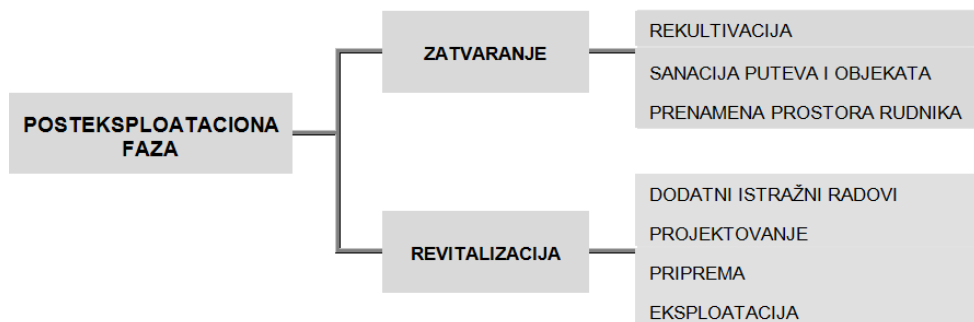 POSTEKSPLOATACIONA
FAZA
ZATVARANJE
REKULTIVACIJA
SANACIJA PUTEVA I OBJEKATA
PRENAMENA PROSTORA RUDNIKA
REVITALIZACIJA
DODATNI ISTRAŽNI RADOVI
PROJEKTOVANJE
PRIPREMA
EKSPLOATACIJA